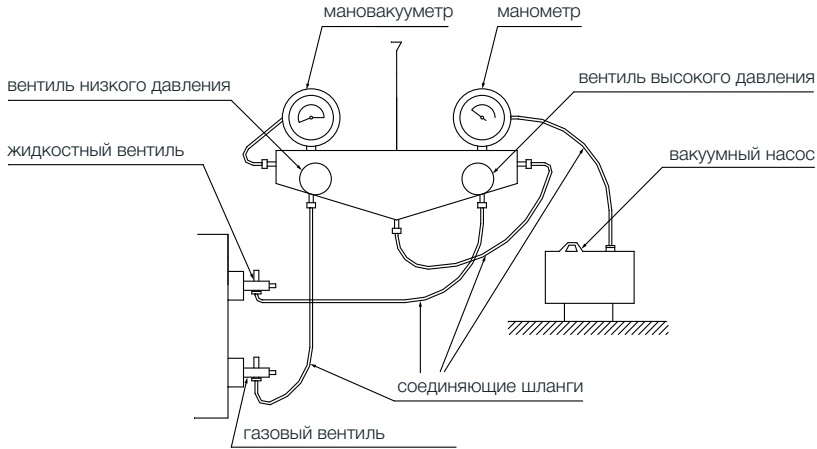 мановакууметр
манометр
вентиль низкого давления
вентиль высокого давления
жидкостный вентиль
вакуумный насос
соединяющие шланги
газовый вентиль